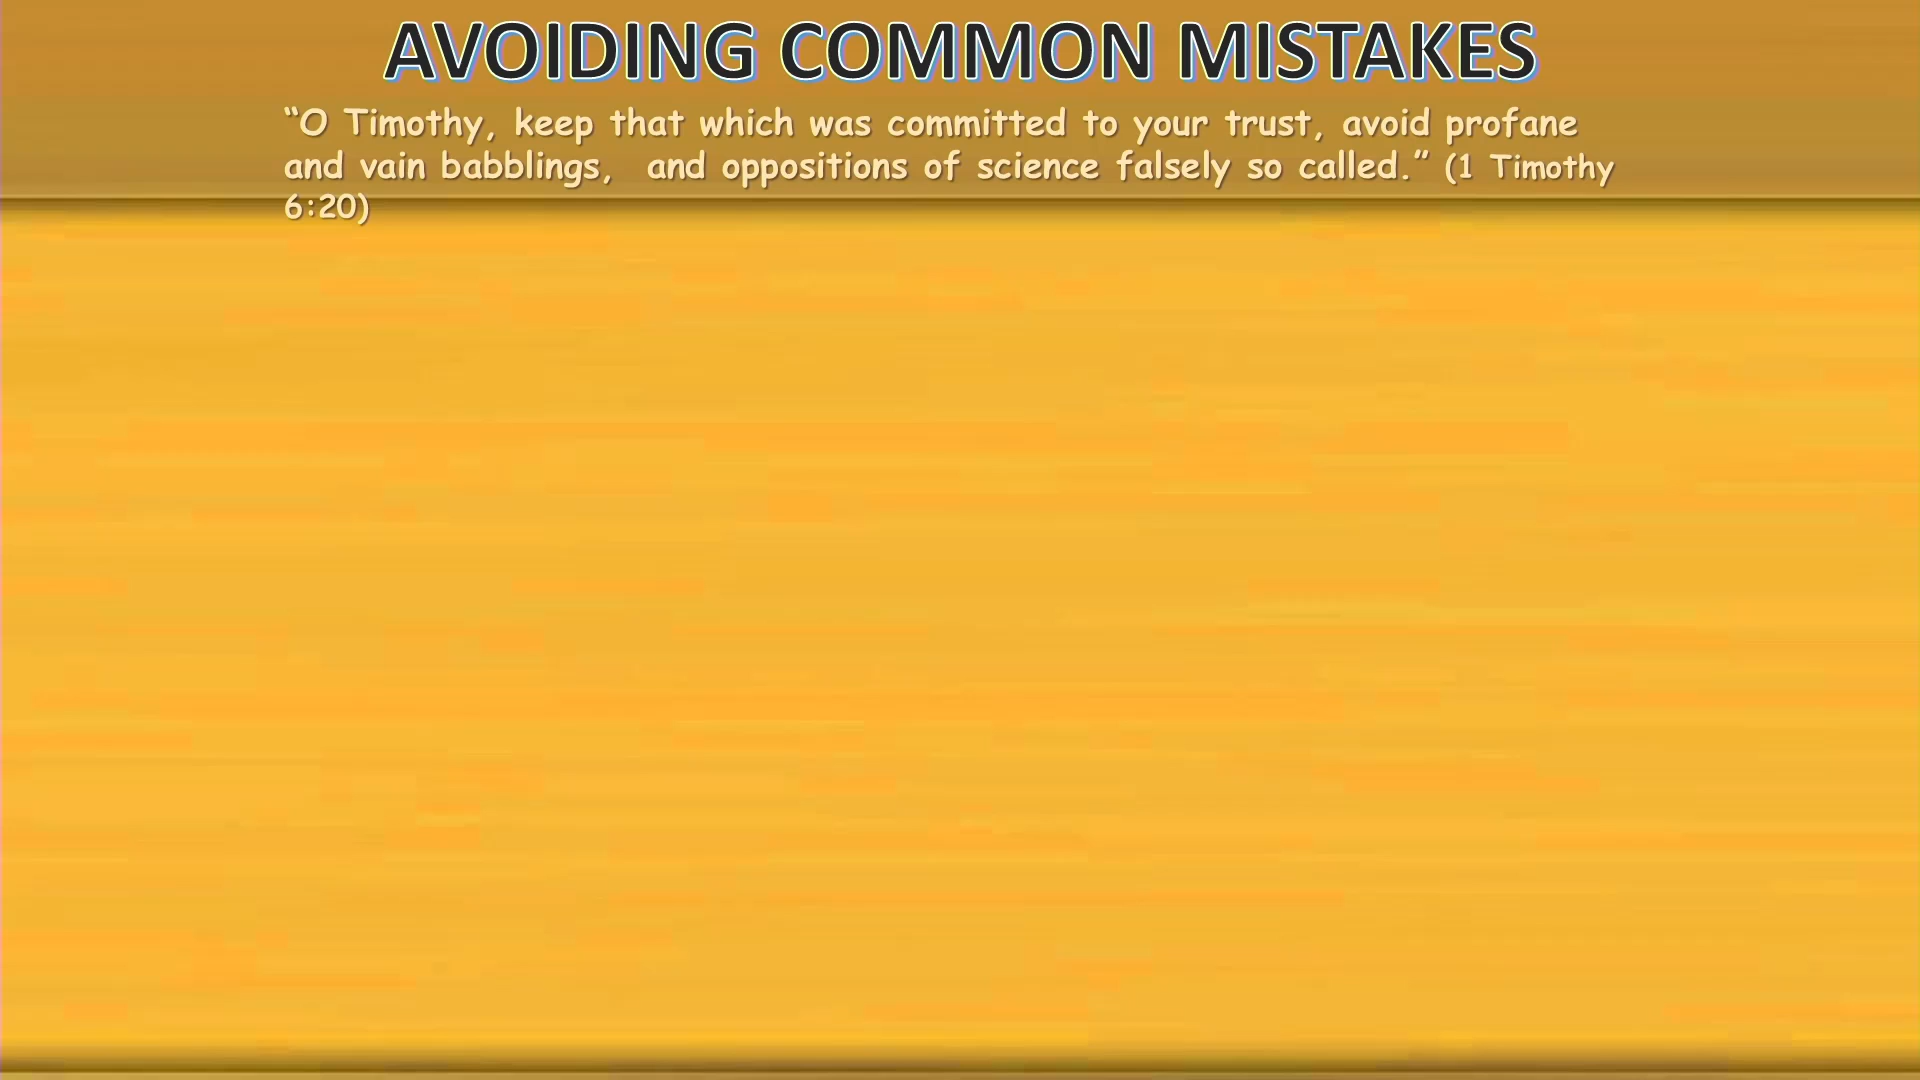 AVOIDING COMMON MISTAKES
“O Timothy, keep that which was committed to your trust, avoid profane
and vain babblings,  and oppositions of science falsely so called.” (1 Timothy
6:20)